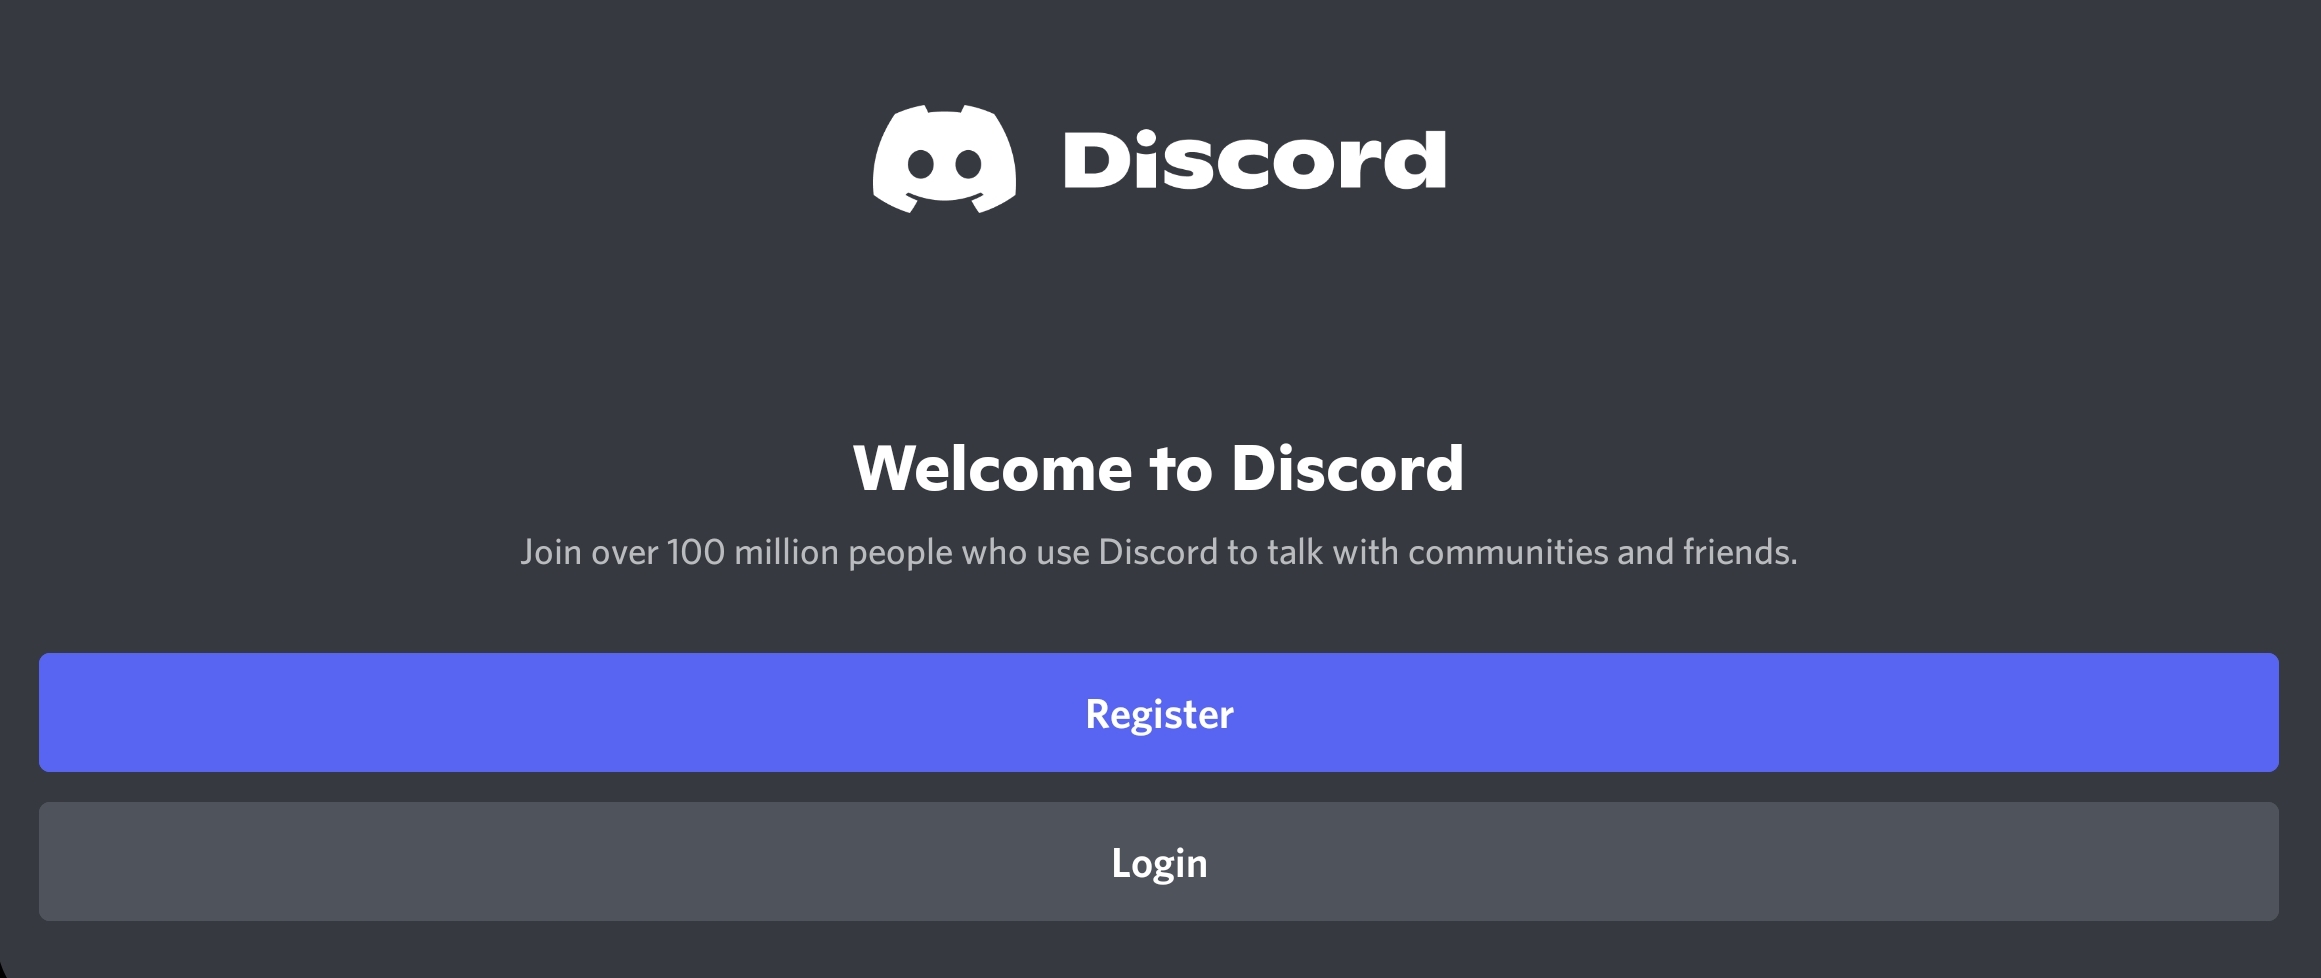 Discord
Welcome to Discord
Join over 100 million people who use Discord to talk with communities and friends.
Register
Login